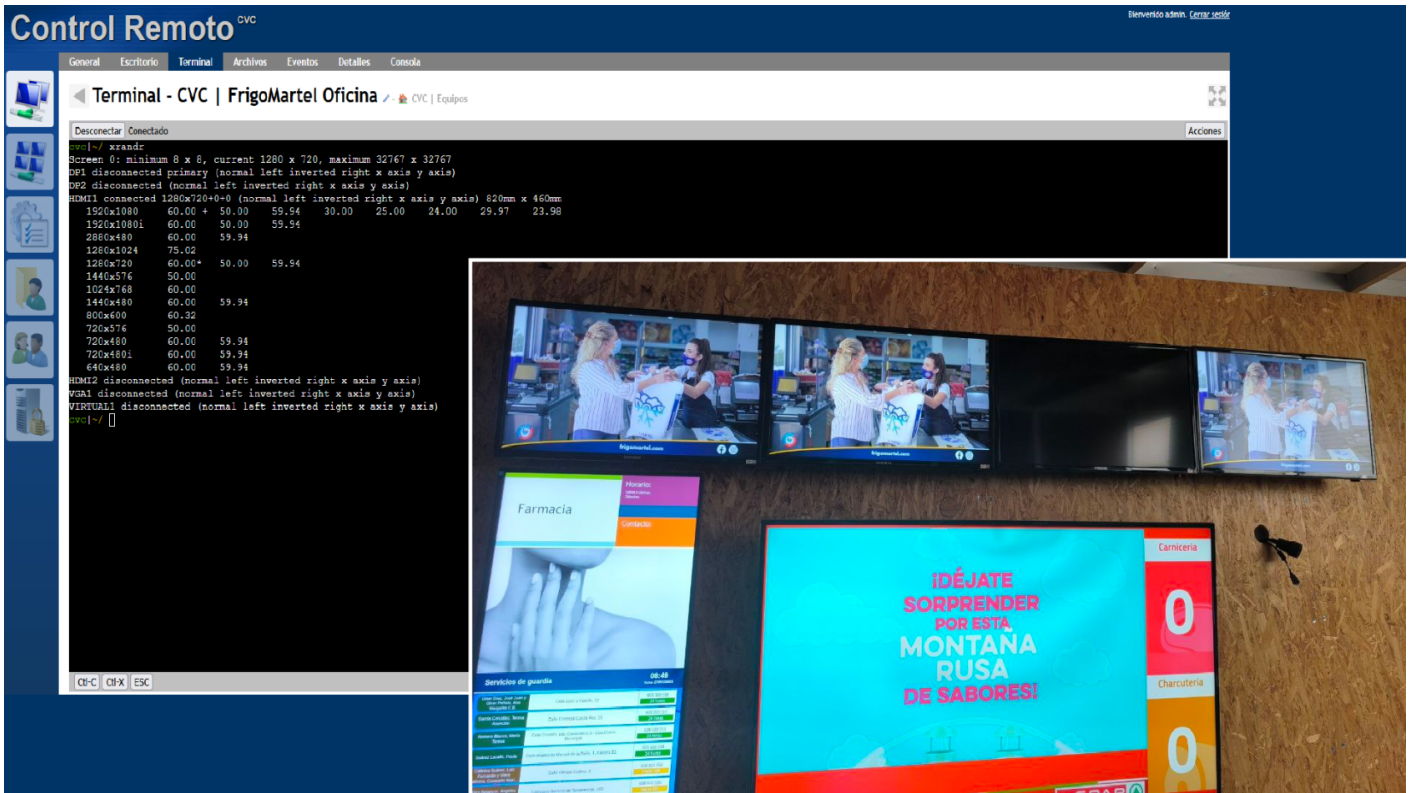 Control Remoto CVC
Bienvenido admin. Cerrar sesión
General Escritorio Terminal Archivos Eventos Detalles Consola
Terminal - CVC | FrigoMartel Oficina - CVC | Equipos
Desconectar Conectado Acciones
cvc|~/ xrandr
Screen 0: minimum 8 x 8, current 1280 x 720, maximum 32767 x 32767
DP1 disconnected primary (normal left inverted right x axis y axis)
DP2 disconnected (normal left inverted right x axis y axis)
HDMI1 connected 1280x720+0+0 (normal left inverted right x axis y axis) 820mm x 460mm
1920x1080 60.00 + 50.00 59.94 30.00 25.00 24.00 29.97 23.98
1920x1080i 60.00 50.00 59.94
2880x480 60.00 59.94
1280x1024 75.02
1280x720 60.00* 50.00 59.94
1440x576 50.00
1024x768 60.00
1440x480 60.00 59.94
800x600 60.32
720x576 50.00
720x480 60.00 59.94
720x480i 60.00 59.94
640x480 60.00 59.94
HDMI2 disconnected (normal left inverted right x axis y axis)
VGA1 disconnected (normal left inverted right x axis y axis)
VIRTUAL1 disconnected (normal left inverted right x axis y axis)
cvc|~/
Ctl-C Ctl-X ESC
frigomartel.com
frigomartel.com
Farmacia
Horario:
Contacto:
Servicios de guardia
08:46
¡DÉJATE
SORPRENDER
POR ESTA
MONTAÑA
RUSA
DE SABORES!
Carnicería
0
Charcutería
0